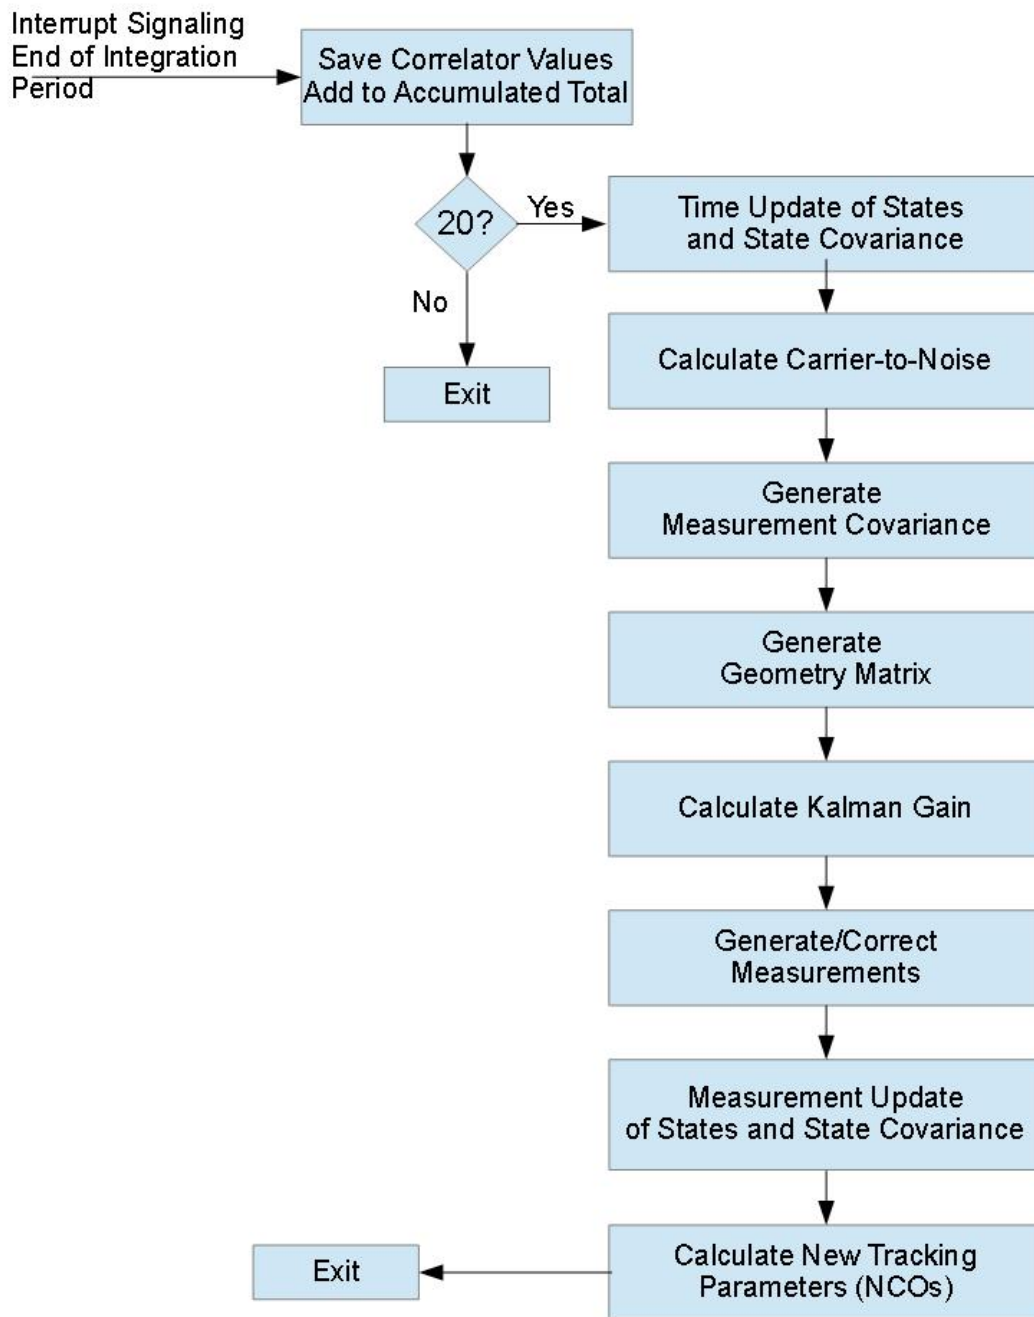 Interrupt Signaling
End of Integration
Period
Save Correlator Values
Add to Accumulated Total
20?
Yes
No
Exit
Time Update of States
and State Covariance
Calculate Carrier-to-Noise
Generate
Measurement Covariance
Generate
Geometry Matrix
Calculate Kalman Gain
Generate/Correct
Measurements
Measurement Update
of States and State Covariance
Calculate New Tracking
Parameters (NCOs)
Exit